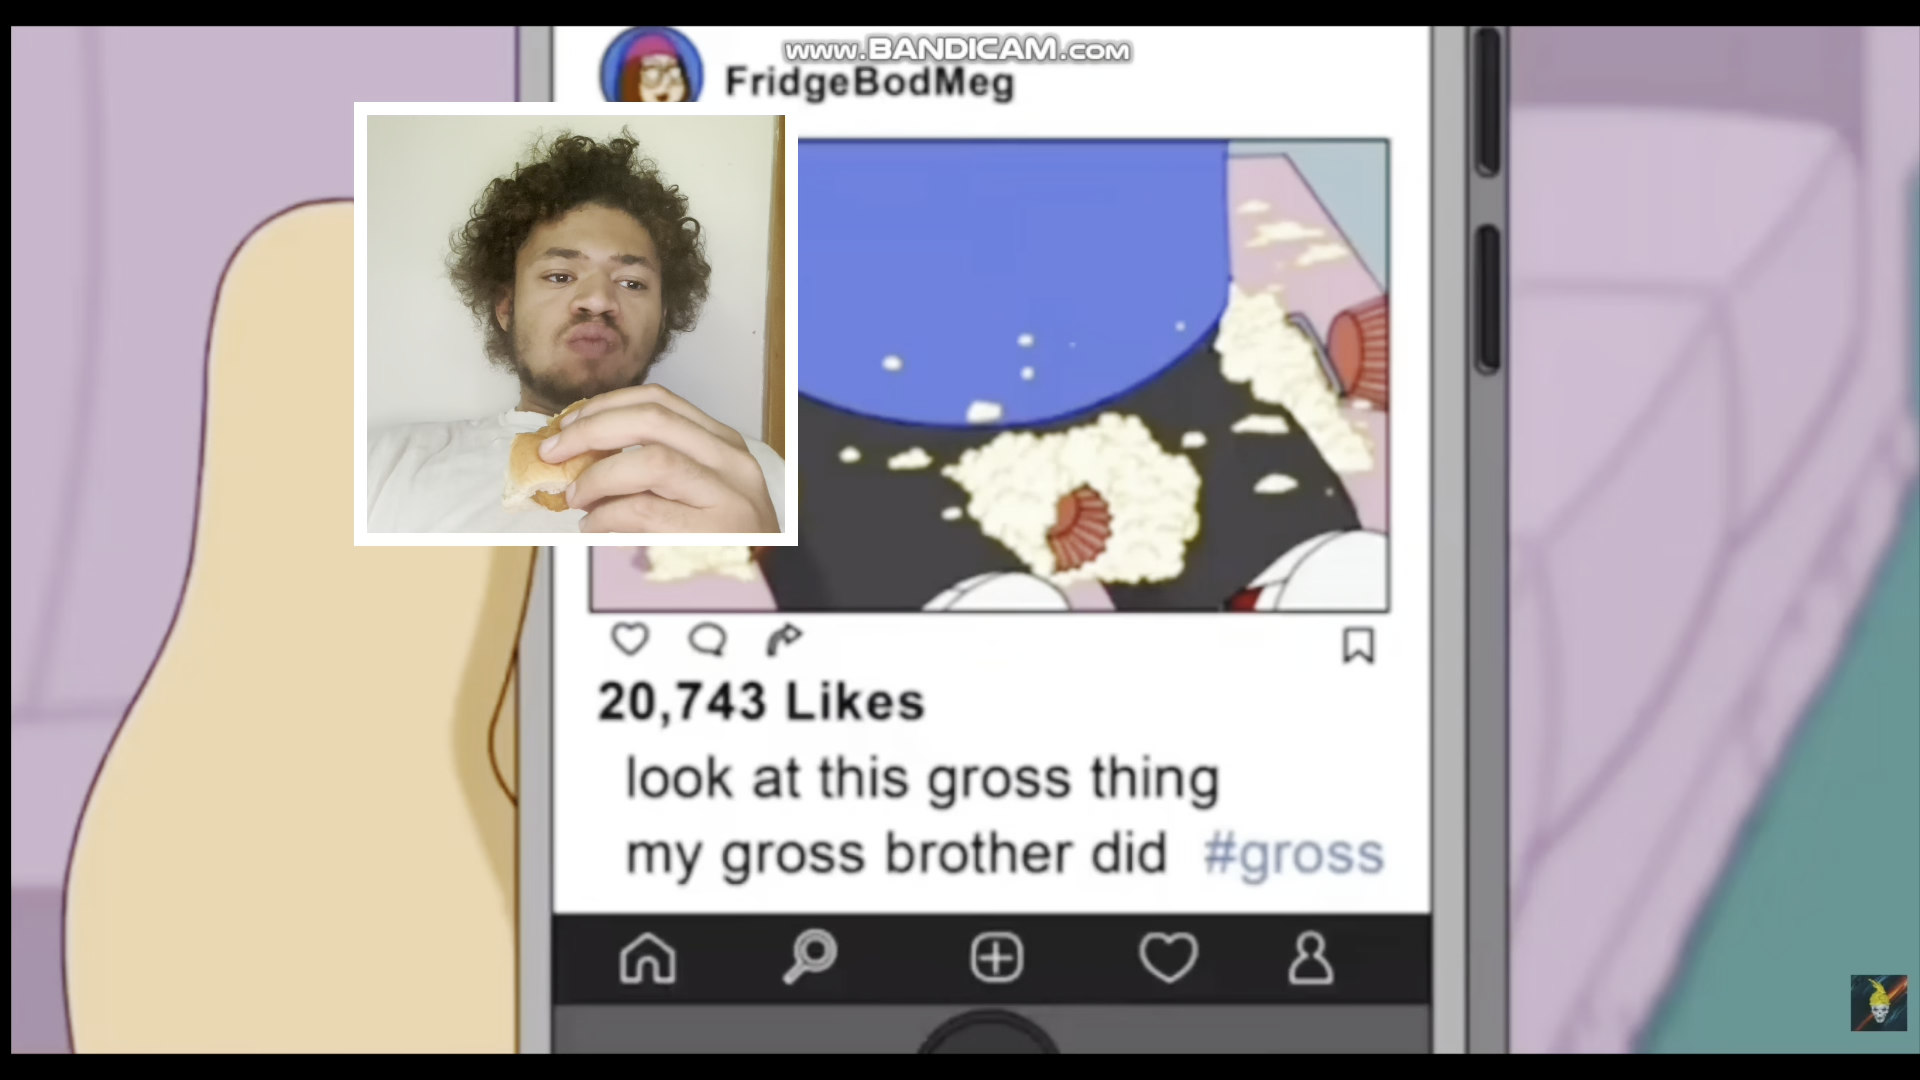 www.BANDICAM.com
FridgeBodMeg
20,743 Likes
look at this gross thing
my gross brother did #gross